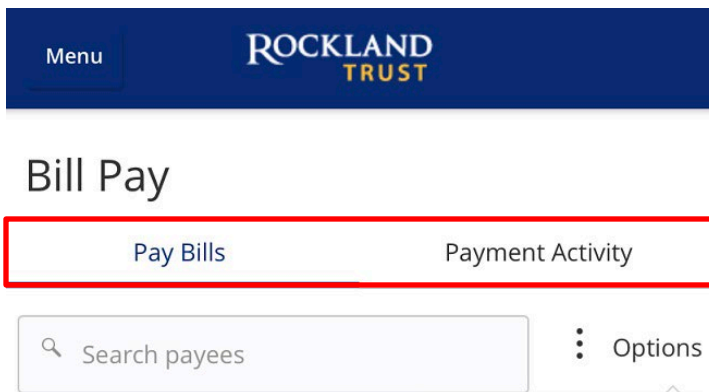 Menu
ROCKLAND
TRUST
Bill Pay
Pay Bills Payment Activity
Search payees Options